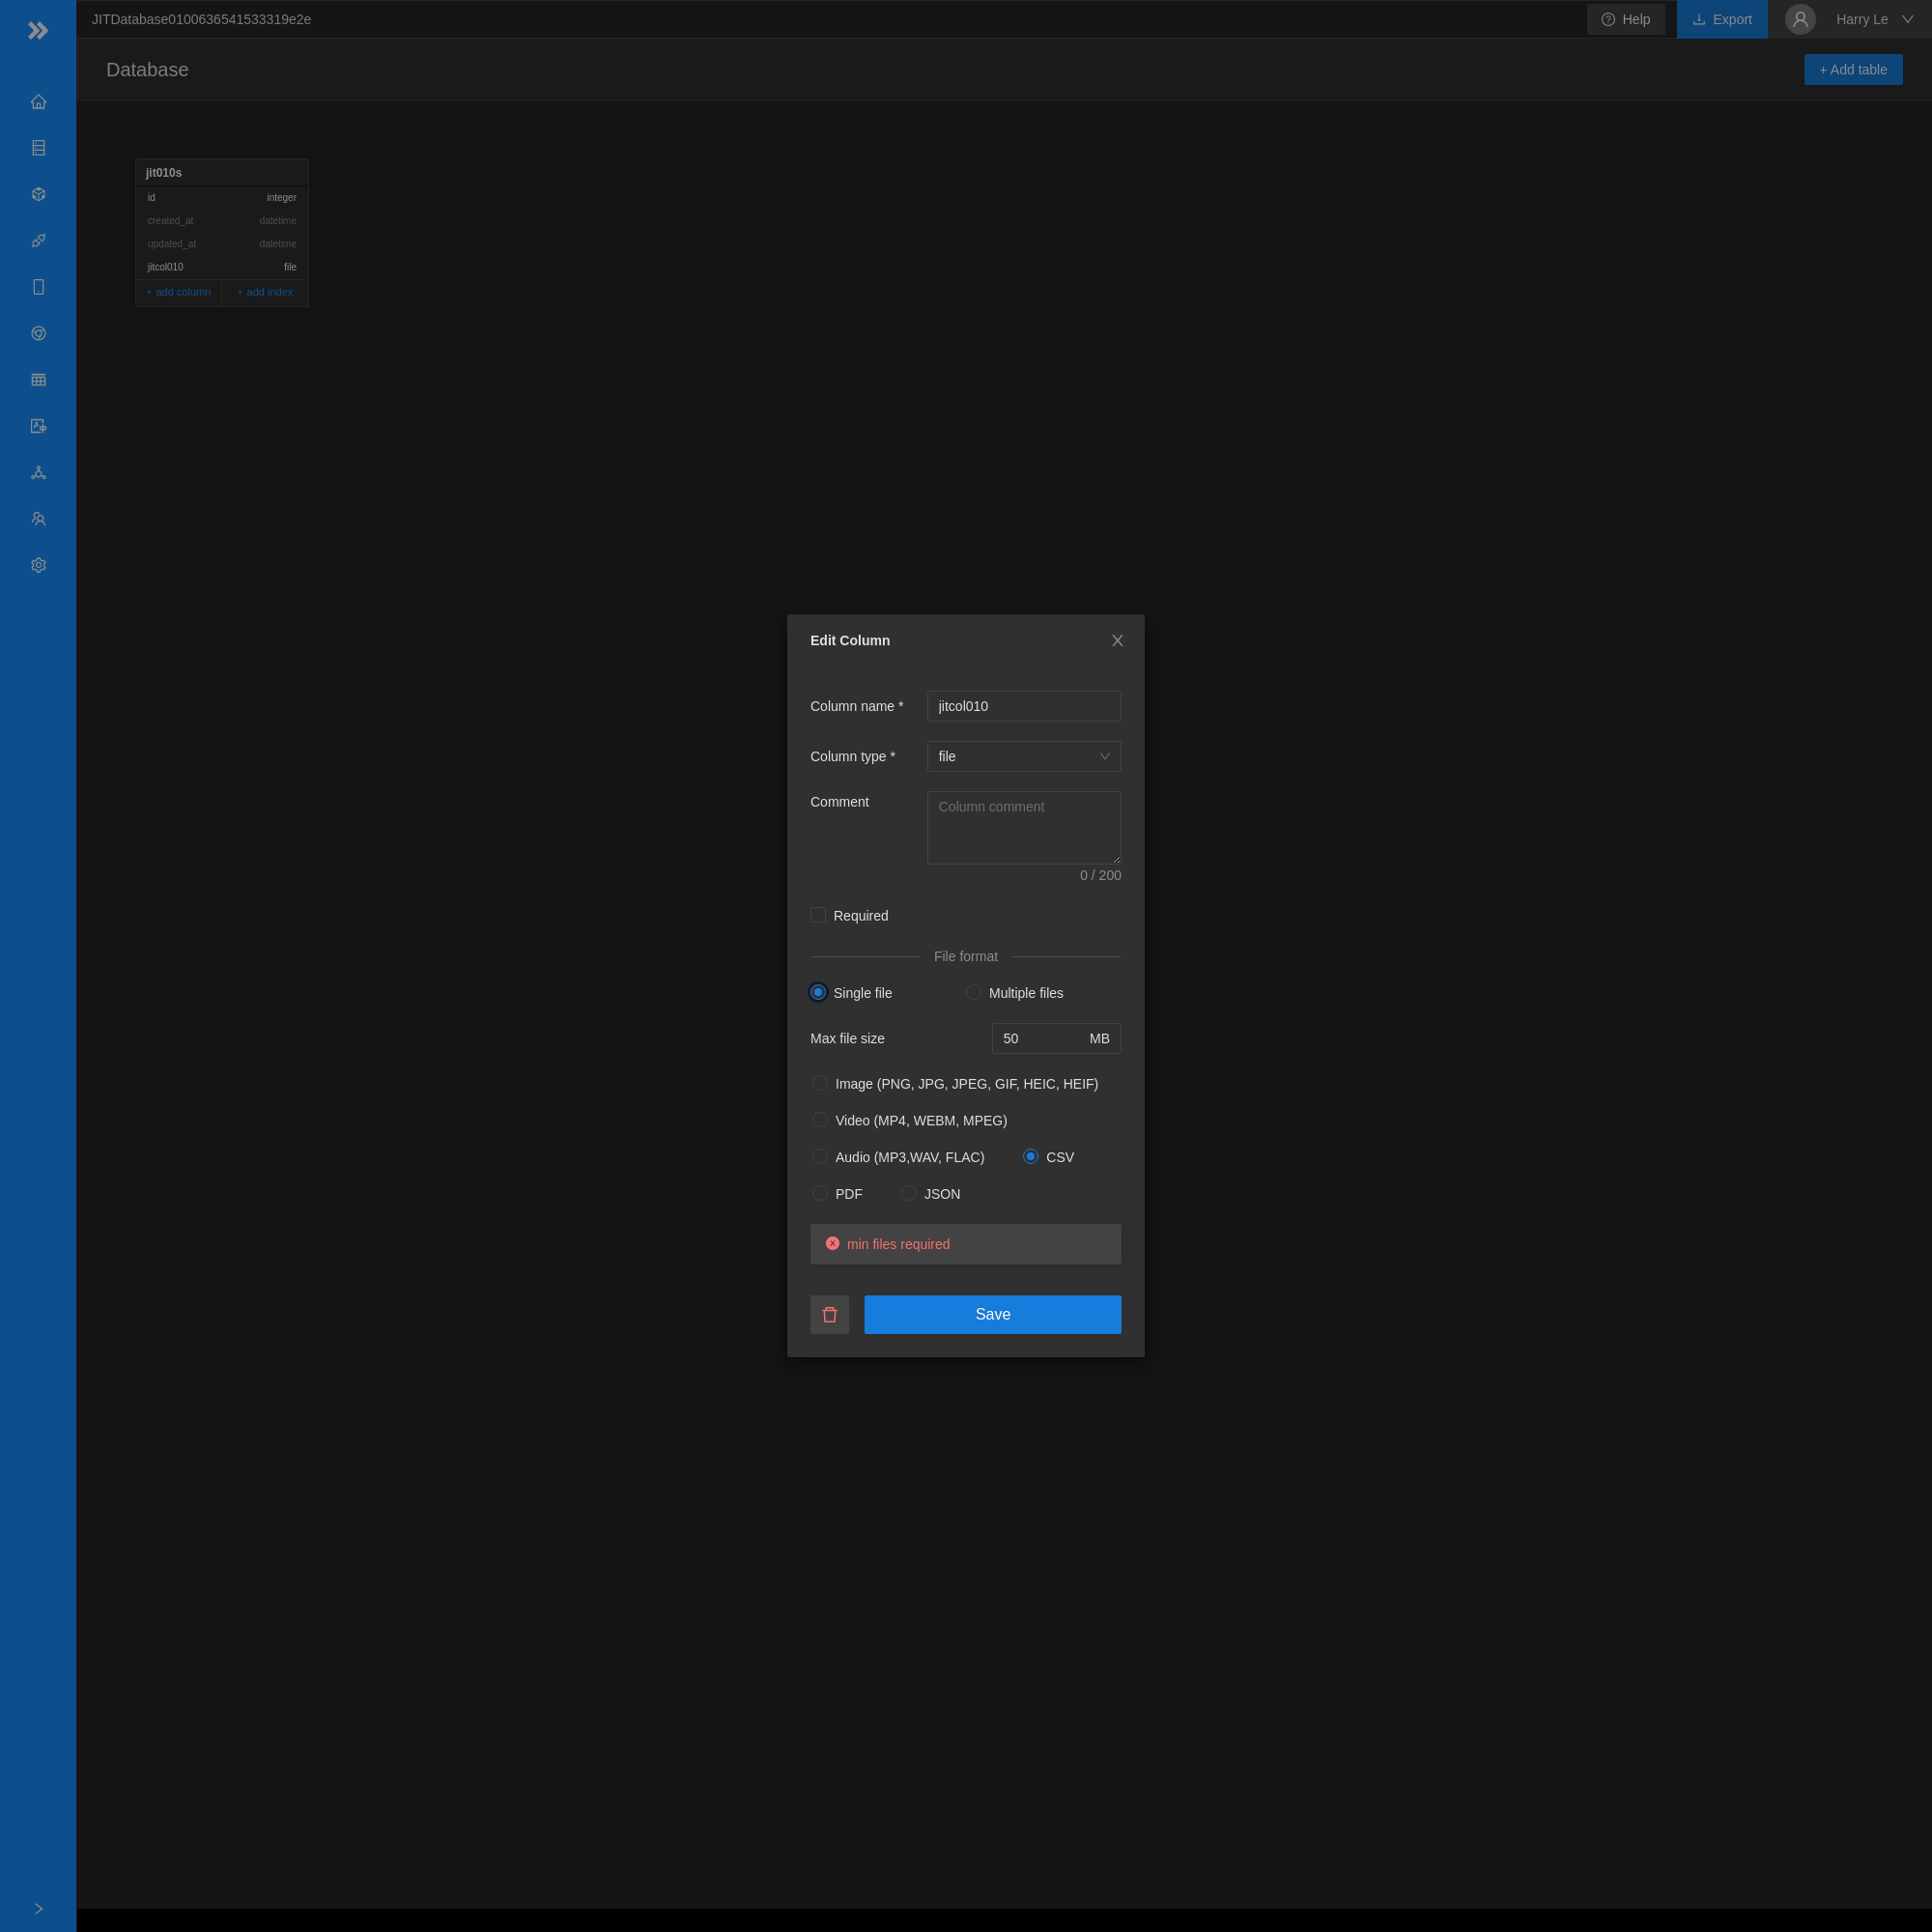 JITDatabase0100636541533319e2e
Help
Export
Harry Le
Database
+ Add table
jit010s
id integer
created_at datetime
updated_at datetime
jitcol010 file
+ add column + add index
Edit Column
Column name * jitcol010
Column type * file
Comment Column comment
0 / 200
Required
File format
Single file Multiple files
Max file size 50 MB
Image (PNG, JPG, JPEG, GIF, HEIC, HEIF)
Video (MP4, WEBM, MPEG)
Audio (MP3,WAV, FLAC) CSV
PDF JSON
min files required
Save